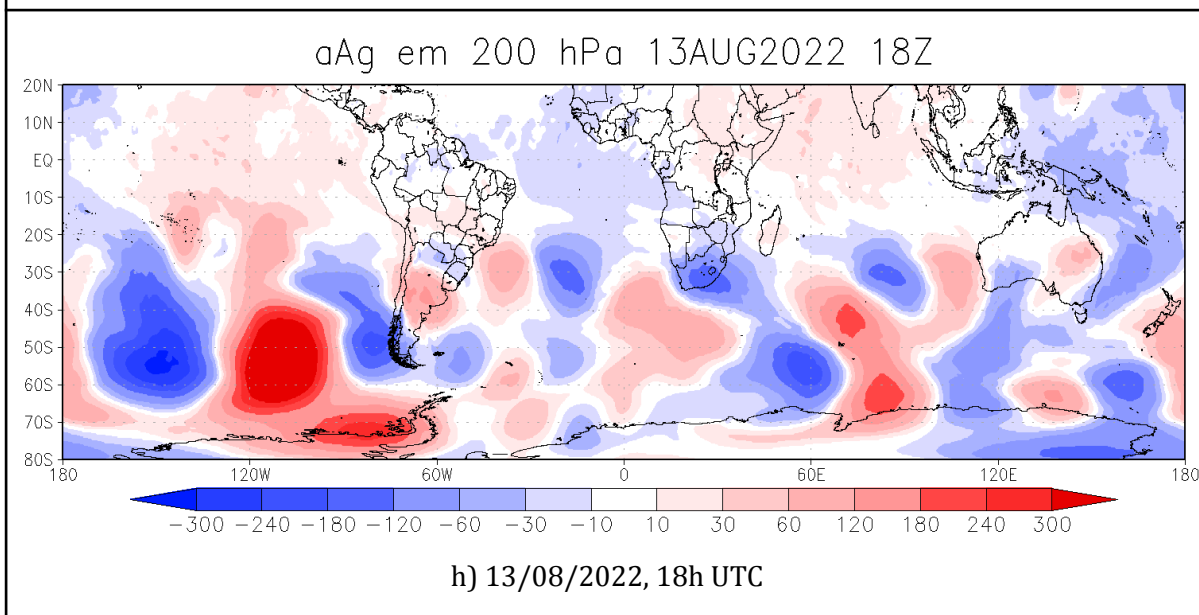 aAg em 200 hPa 13AUG2022 18Z
20N
10N
EQ
10S
20S
30S
40S
50S
60S
70S
80S
180 120W 60W 0 60E 120E 180
−300 −240 −180 −120 −60 −30 −10 10 30 60 120 180 240 300
h) 13/08/2022, 18h UTC